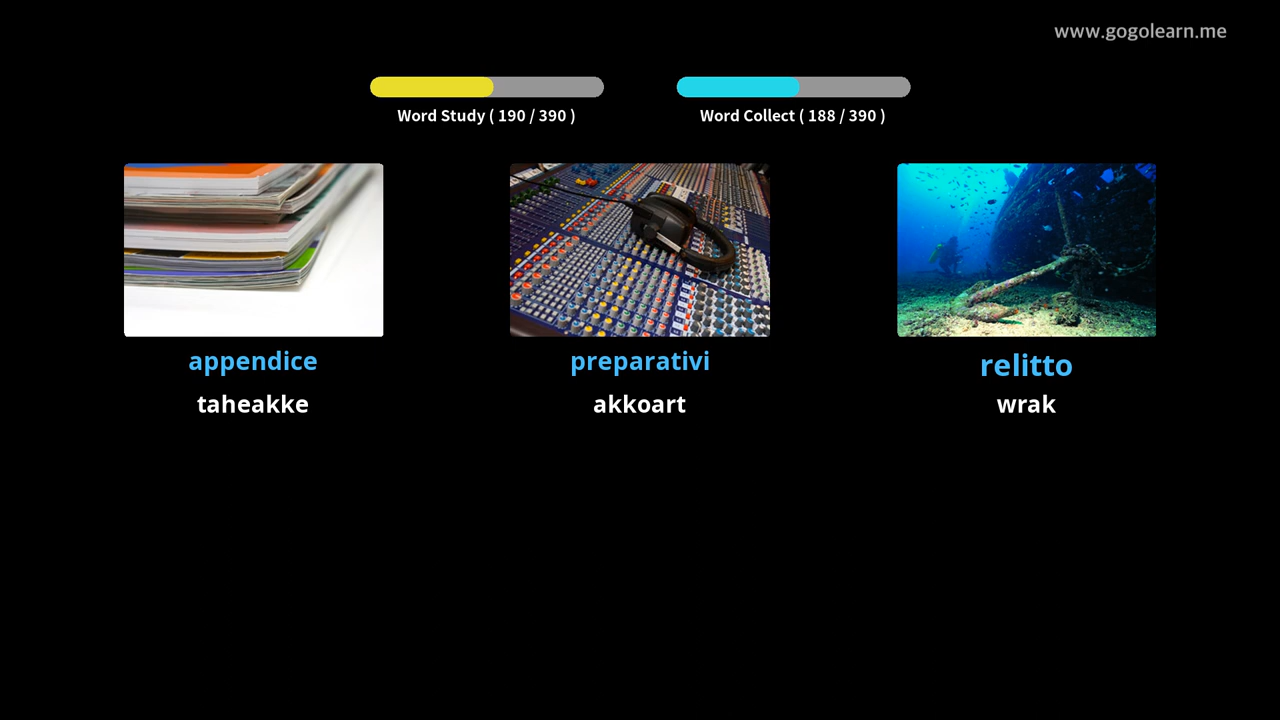 www.gogolearn.me
Word Study ( 190 / 390 )
Word Collect ( 188 / 390 )
appendice
preparativi
relitto
taheakke
akkoart
wrak